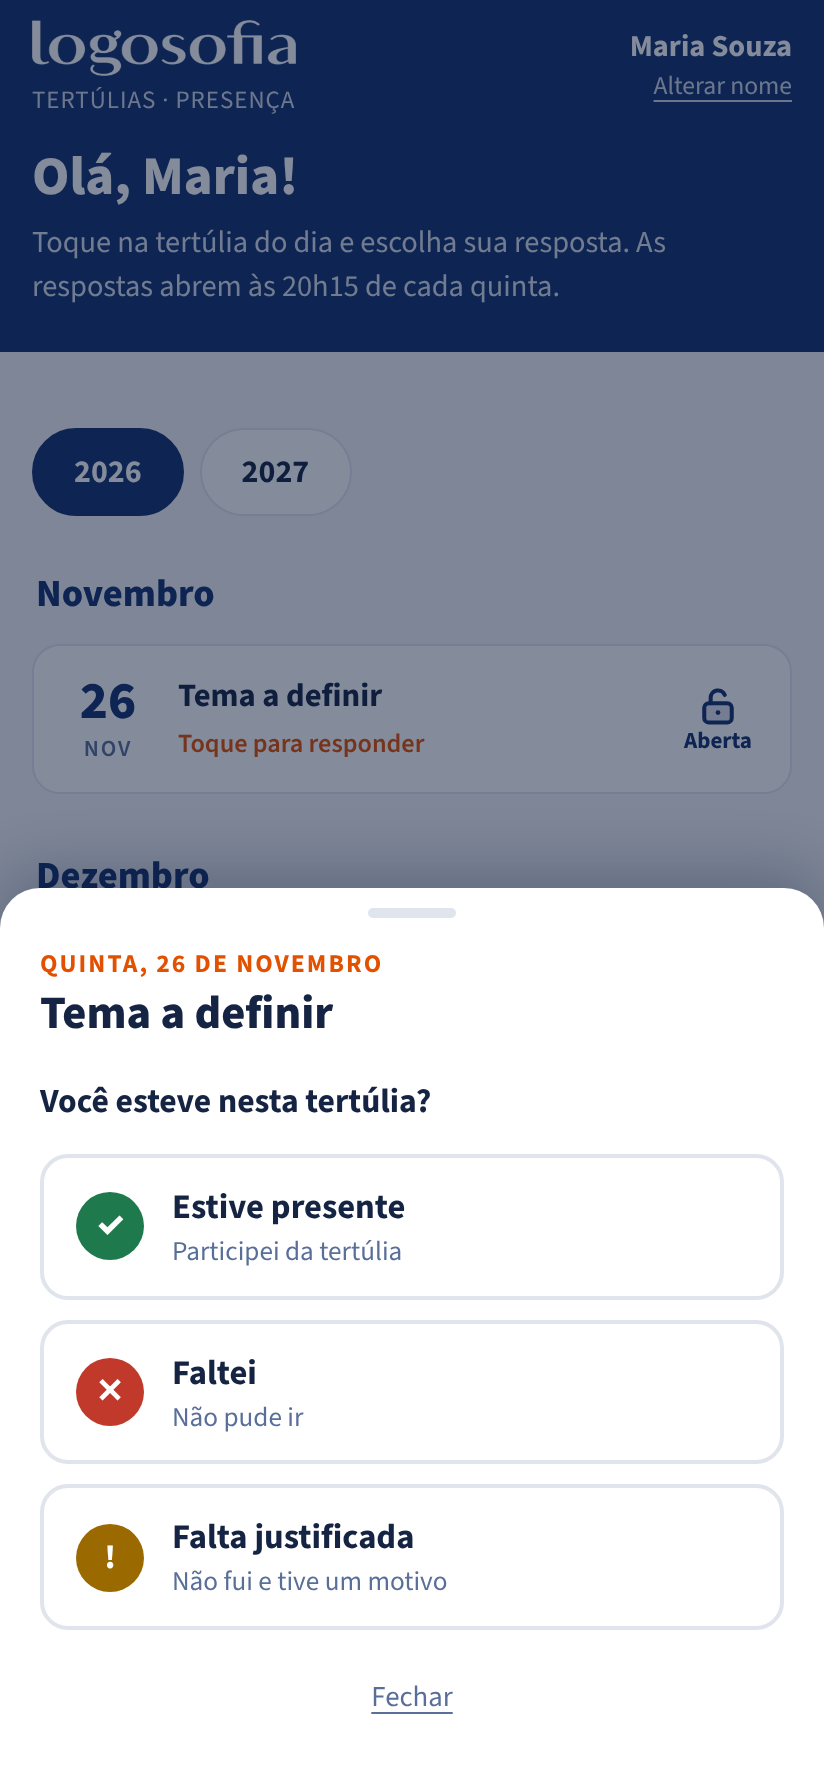 logosofia
TERTÚLIAS · PRESENÇA
Maria Souza
Alterar nome
Olá, Maria!
Toque na tertúlia do dia e escolha sua resposta. As
respostas abrem às 20h15 de cada quinta.
2026
2027
Novembro
26
NOV
Tema a definir
Toque para responder
Aberta
Dezembro
QUINTA, 26 DE NOVEMBRO
Tema a definir
Você esteve nesta tertúlia?
Estive presente
Participei da tertúlia
Faltei
Não pude ir
!
Falta justificada
Não fui e tive um motivo
Fechar